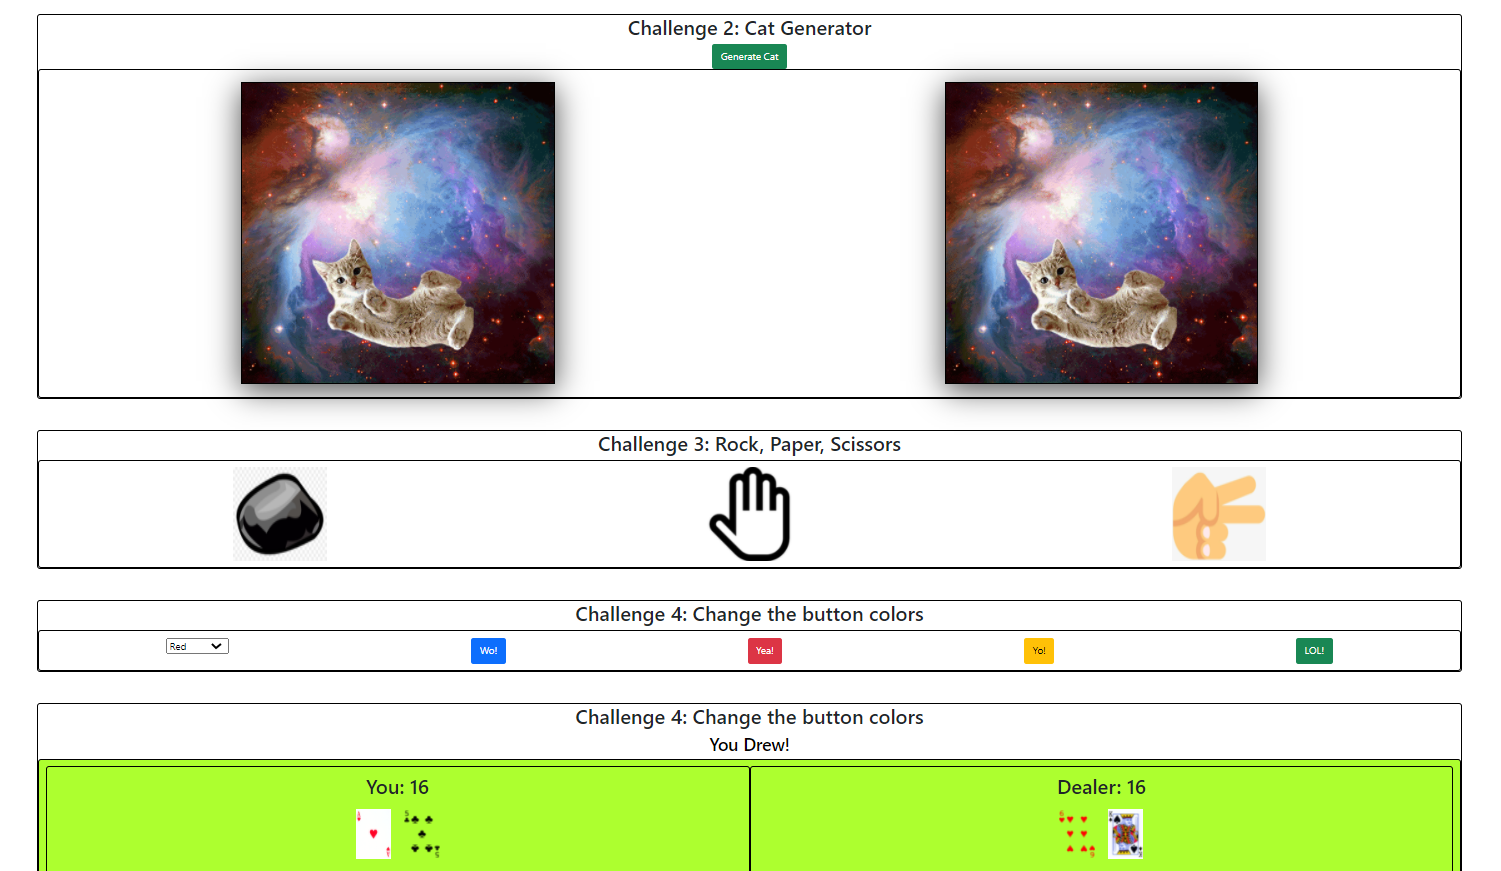 Challenge 2: Cat Generator
Generate Cat
Challenge 3: Rock, Paper, Scissors
Challenge 4: Change the button colors
Red Wo! Yea! Yo! LOL!
Challenge 4: Change the button colors
You Drew!
You: 16 Dealer: 16